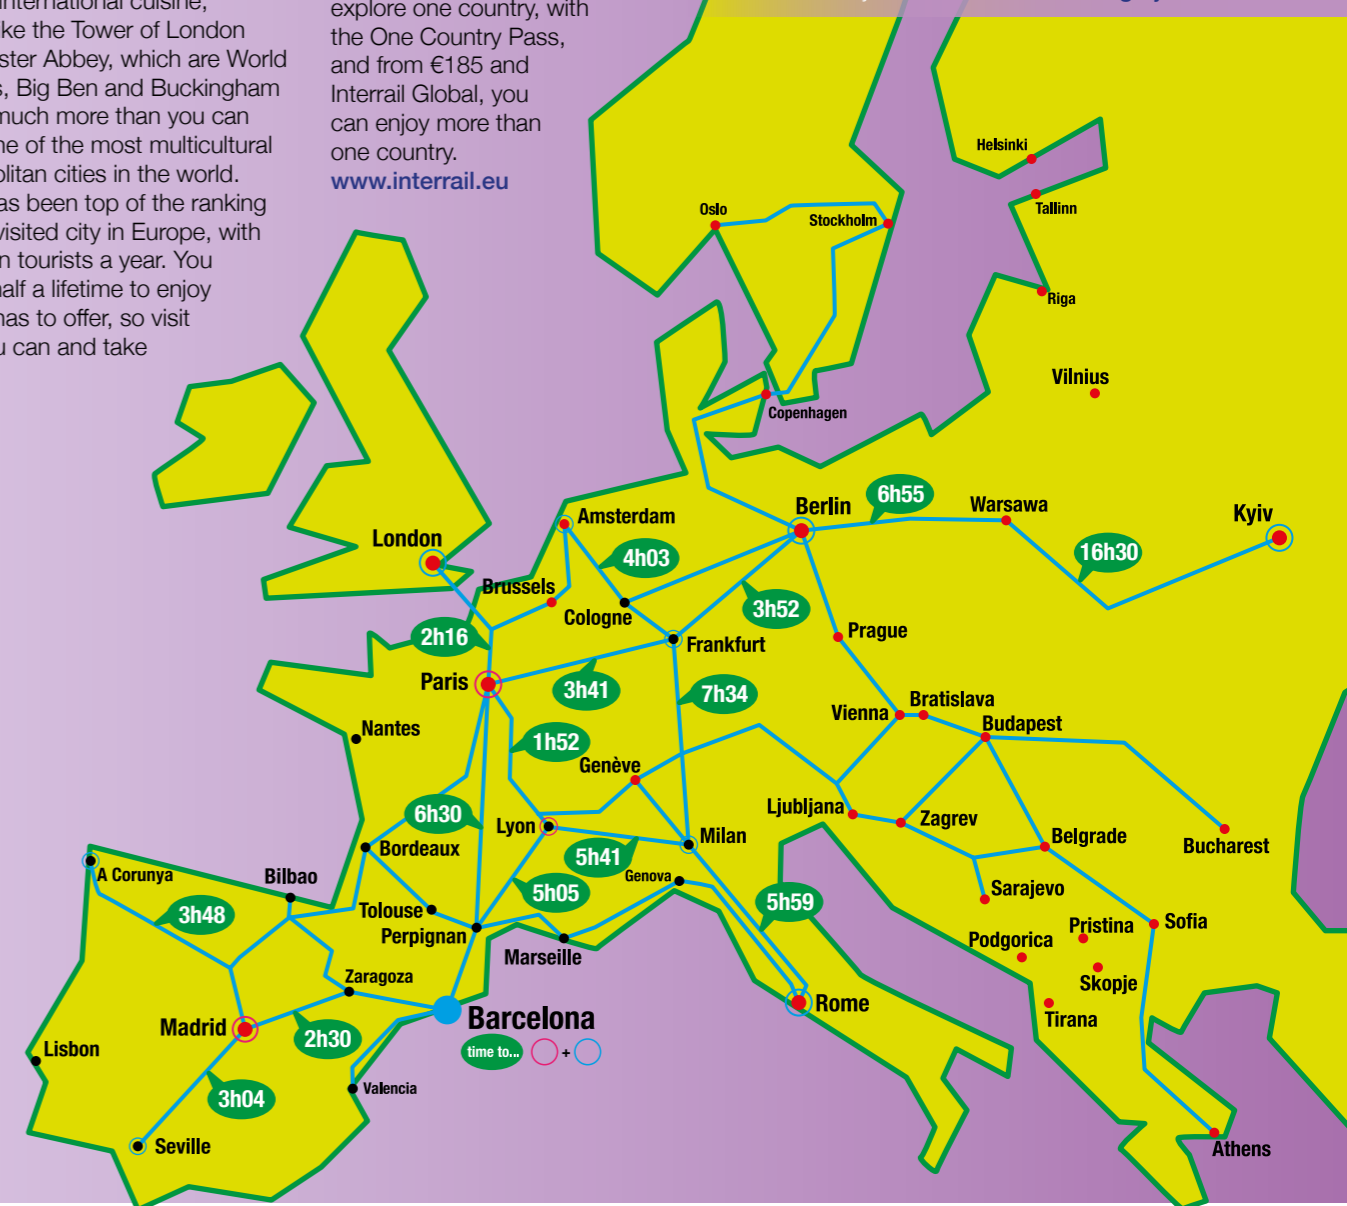 international cuisine,
ke the Tower of London
ster Abbey, which are World
s, Big Ben and Buckingham
much more than you can
ne of the most multicultural
olitan cities in the world.
as been top of the ranking
visited city in Europe, with
n tourists a year. You
half a lifetime to enjoy
has to offer, so visit
u can and take
explore one country, with
the One Country Pass,
and from €185 and
Interrail Global, you
can enjoy more than
one country.
www.interrail.eu
Helsinki
Tallinn
Oslo
Stockholm
Riga
Vilnius
Copenhagen
6h55
Berlin
Warsawa
Kyiv
Amsterdam
London
4h03
16h30
Brussels
Cologne
3h52
2h16
Frankfurt
Prague
Paris
3h41
7h34
Vienna
Bratislava
Budapest
Nantes
1h52
Genève
6h30
Lyon
Ljubljana
Zagrev
Milan
Belgrade
Bucharest
Bordeaux
5h41
A Corunya
Bilbao
Genova
5h05
5h59
Sarajevo
3h48
Tolouse
Perpignan
Marseille
Pristina
Sofia
Podgorica
Zaragoza
Skopje
Madrid
Barcelona
Rome
Tirana
2h30
Lisbon
time to... +
Valencia
3h04
Seville
Athens